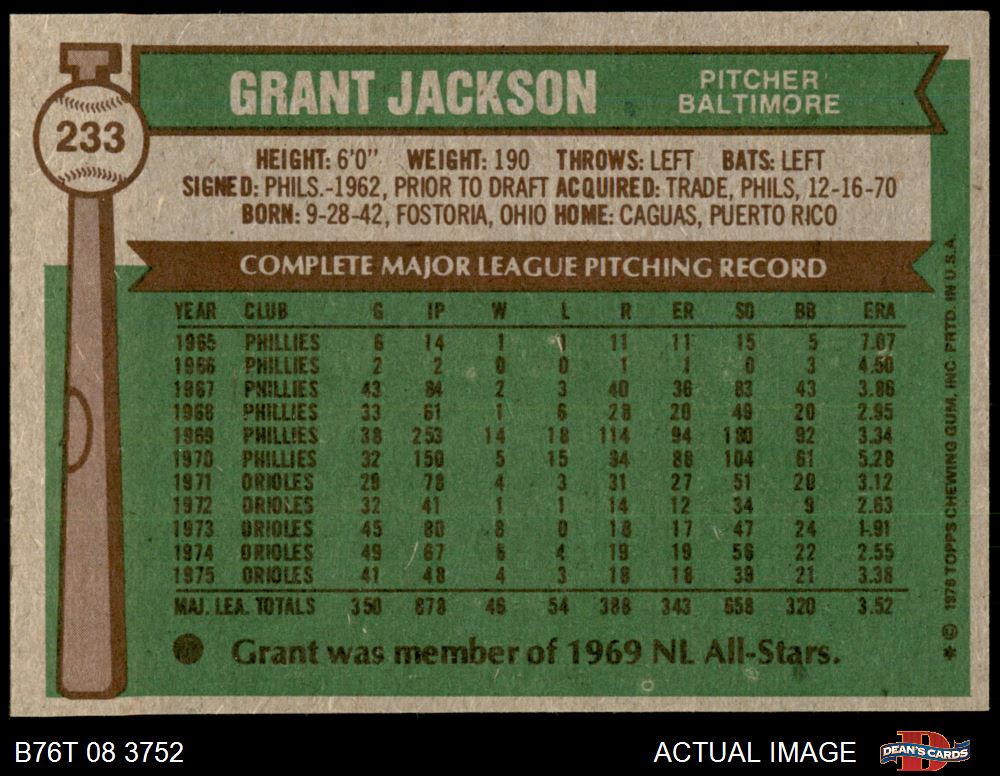 233
GRANT JACKSON
PITCHER
BALTIMORE
HEIGHT: 6'0" WEIGHT: 190 THROWS: LEFT BATS: LEFT
SIGNED: PHILS.-1962, PRIOR TO DRAFT ACQUIRED: TRADE, PHILS, 12-16-70
BORN: 9-28-42, FOSTORIA, OHIO HOME: CAGUAS, PUERTO RICO
COMPLETE MAJOR LEAGUE PITCHING RECORD
YEAR CLUB G IP W L R ER SO BB ERA
1965 PHILLIES 6 14 1 1 11 11 15 5 7.07
1966 PHILLIES 2 2 0 0 1 1 0 3 4.50
1967 PHILLIES 43 84 2 3 40 36 83 43 3.86
1968 PHILLIES 33 61 1 6 28 20 49 20 2.95
1969 PHILLIES 38 253 14 18 114 94 180 92 3.34
1970 PHILLIES 32 150 5 15 94 88 104 61 5.28
1971 ORIOLES 29 78 4 3 31 27 51 20 3.12
1972 ORIOLES 32 41 1 1 14 12 34 9 2.63
1973 ORIOLES 45 80 8 0 18 17 47 24 1.91
1974 ORIOLES 49 67 6 4 19 19 56 22 2.55
1975 ORIOLES 41 48 4 3 18 18 39 21 3.38
MAJ. LEA. TOTALS 350 878 46 54 388 343 658 320 3.52
Grant was member of 1969 NL All-Stars.
* © 1976 TOPPS CHEWING GUM, INC. PRTD. IN U.S.A.
B76T 08 3752
ACTUAL IMAGE
DEAN'S CARDS